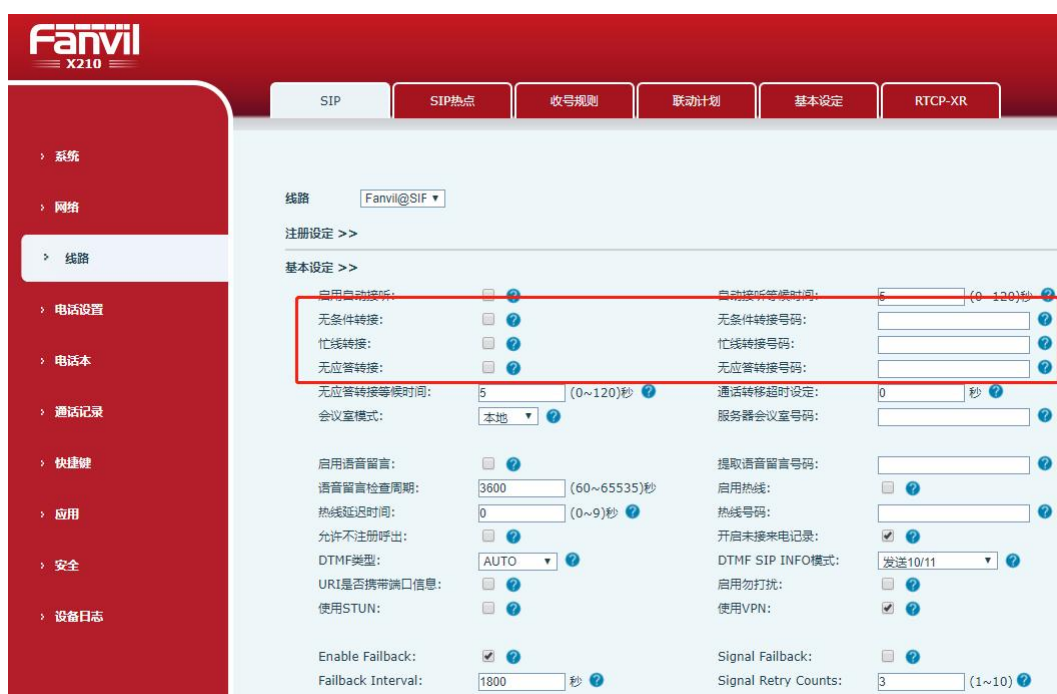 Fanvil
X210
SIP SIP热点 收号规则 联动计划 基本设定 RTCP-XR
› 系统
› 网络
› 线路
› 电话设置
› 电话本
› 通话记录
› 快捷键
› 应用
› 安全
› 设备日志
线路 Fanvil@SIF
注册设定 >>
基本设定 >>
启用自动接听: 自动接听等候时间: 5 (0~120)秒
无条件转接: 无条件转接号码:
忙线转接: 忙线转接号码:
无应答转接: 无应答转接号码:
无应答转接等候时间: 5 (0~120)秒 通话转移超时设定: 0 秒
会议室模式: 本地 服务器会议室号码:
启用语音留言: 提取语音留言号码:
语音留言检查周期: 3600 (60~65535)秒 启用热线:
热线延迟时间: 0 (0~9)秒 热线号码:
允许不注册呼出: 开启未接来电记录:
DTMF类型: AUTO DTMF SIP INFO模式: 发送10/11
URI是否携带端口信息: 启用勿打扰:
使用STUN: 使用VPN:
Enable Failback: Signal Failback:
Failback Interval: 1800 秒 Signal Retry Counts: 3 (1~10)